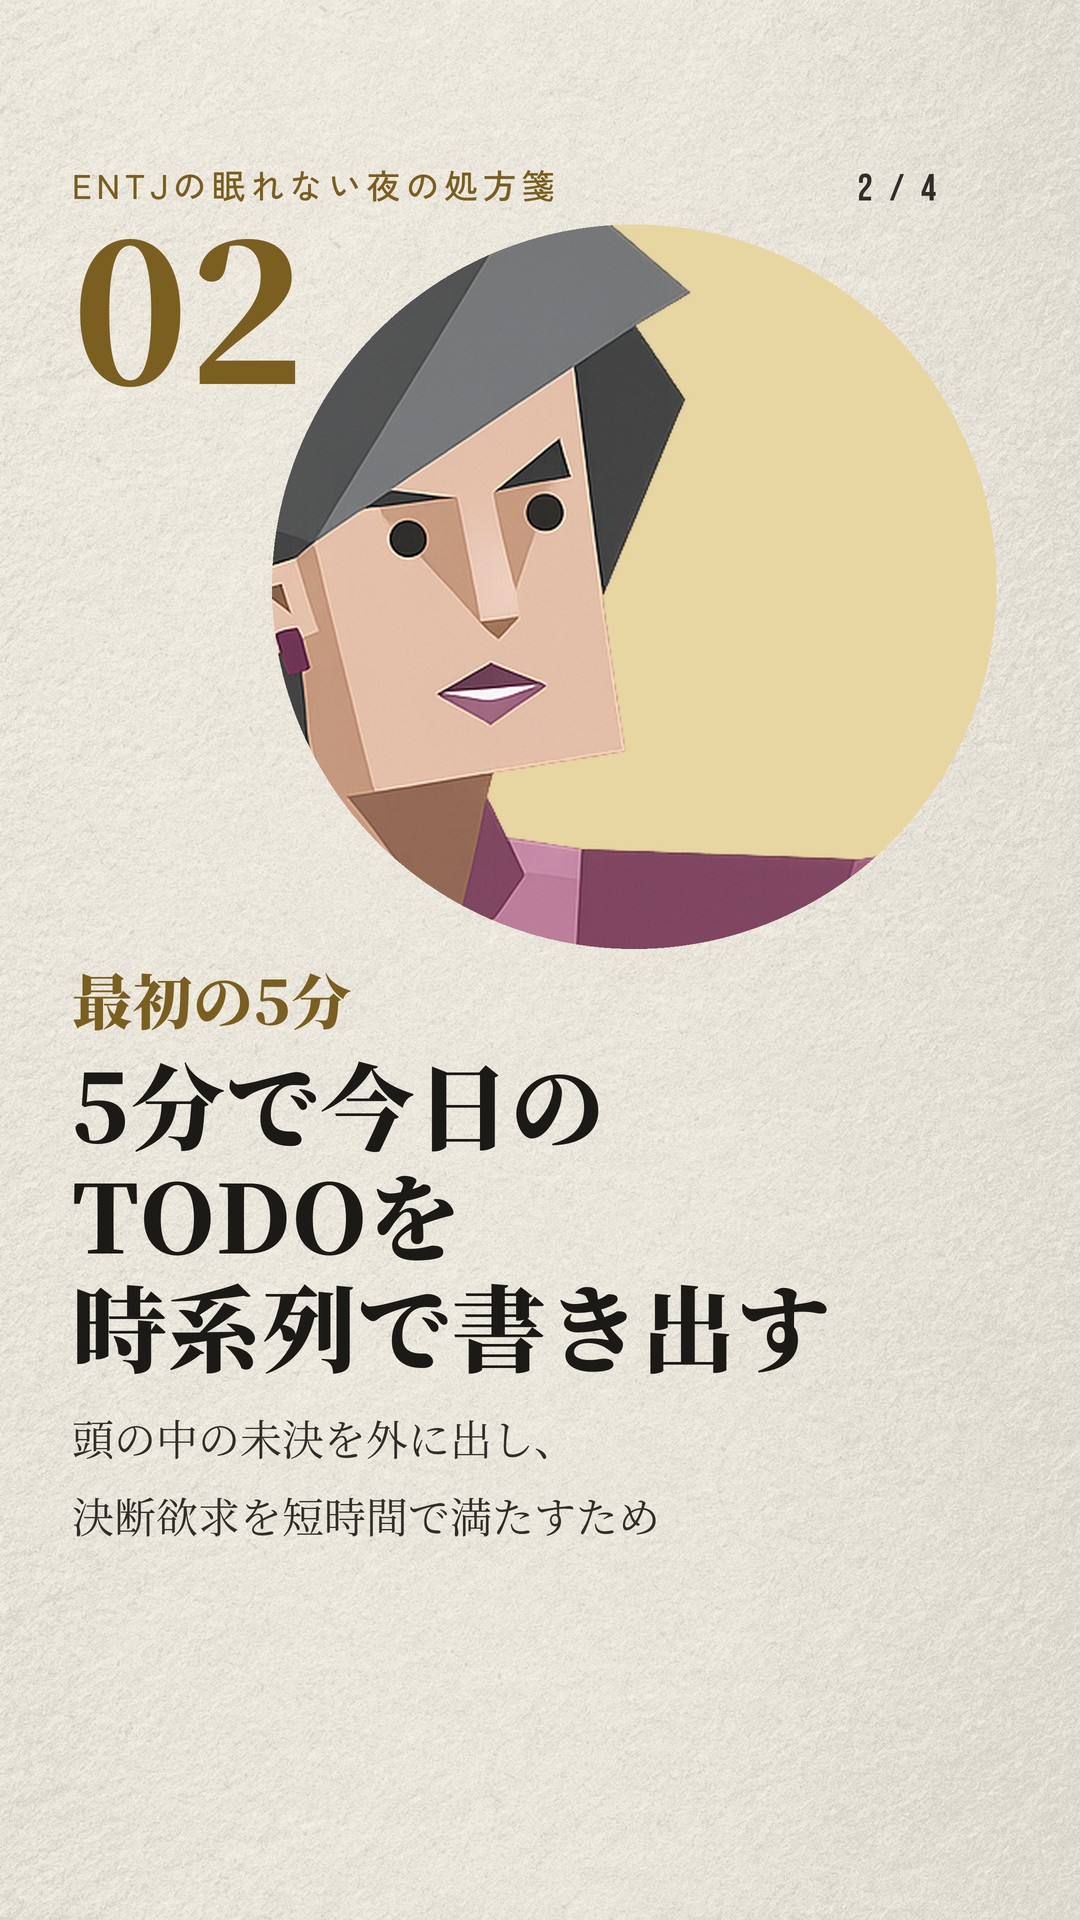 ENTJの眠れない夜の処方箋
2 / 4
02
最初の5分
5分で今日の
TODOを
時系列で書き出す
頭の中の未決を外に出し、
決断欲求を短時間で満たすため